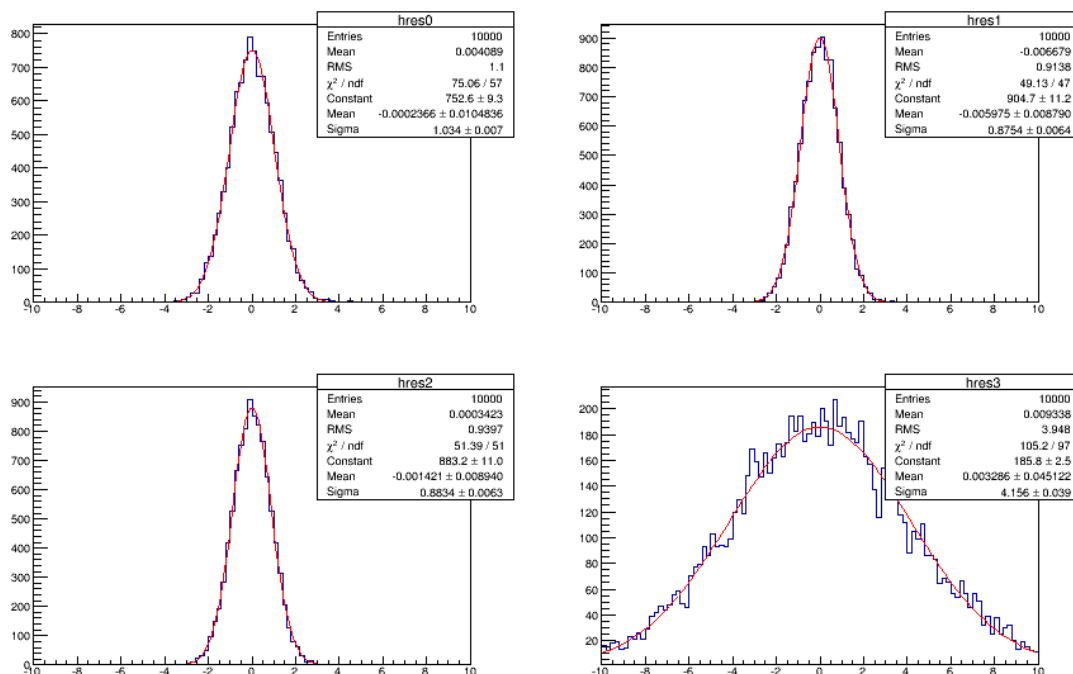 hres0
Entries 10000
Mean 0.004089
RMS 1.1
χ² / ndf 75.06 / 57
Constant 752.6 ± 9.3
Mean -0.0002366 ± 0.0104836
Sigma 1.034 ± 0.007
800
700
600
500
400
300
200
100
0
-10 -8 -6 -4 -2 0 2 4 6 8 10
hres1
Entries 10000
Mean -0.006679
RMS 0.9138
χ² / ndf 49.13 / 47
Constant 904.7 ± 11.2
Mean -0.005975 ± 0.008790
Sigma 0.8754 ± 0.0064
900
800
700
600
500
400
300
200
100
0
-10 -8 -6 -4 -2 0 2 4 6 8 10
hres2
Entries 10000
Mean 0.0003423
RMS 0.9397
χ² / ndf 51.39 / 51
Constant 883.2 ± 11.0
Mean -0.001421 ± 0.008940
Sigma 0.8834 ± 0.0063
900
800
700
600
500
400
300
200
100
0
-10 -8 -6 -4 -2 0 2 4 6 8 10
hres3
Entries 10000
Mean 0.009338
RMS 3.948
χ² / ndf 105.2 / 97
Constant 185.8 ± 2.5
Mean 0.003286 ± 0.045122
Sigma 4.156 ± 0.039
200
180
160
140
120
100
80
60
40
20
-10 -8 -6 -4 -2 0 2 4 6 8 10